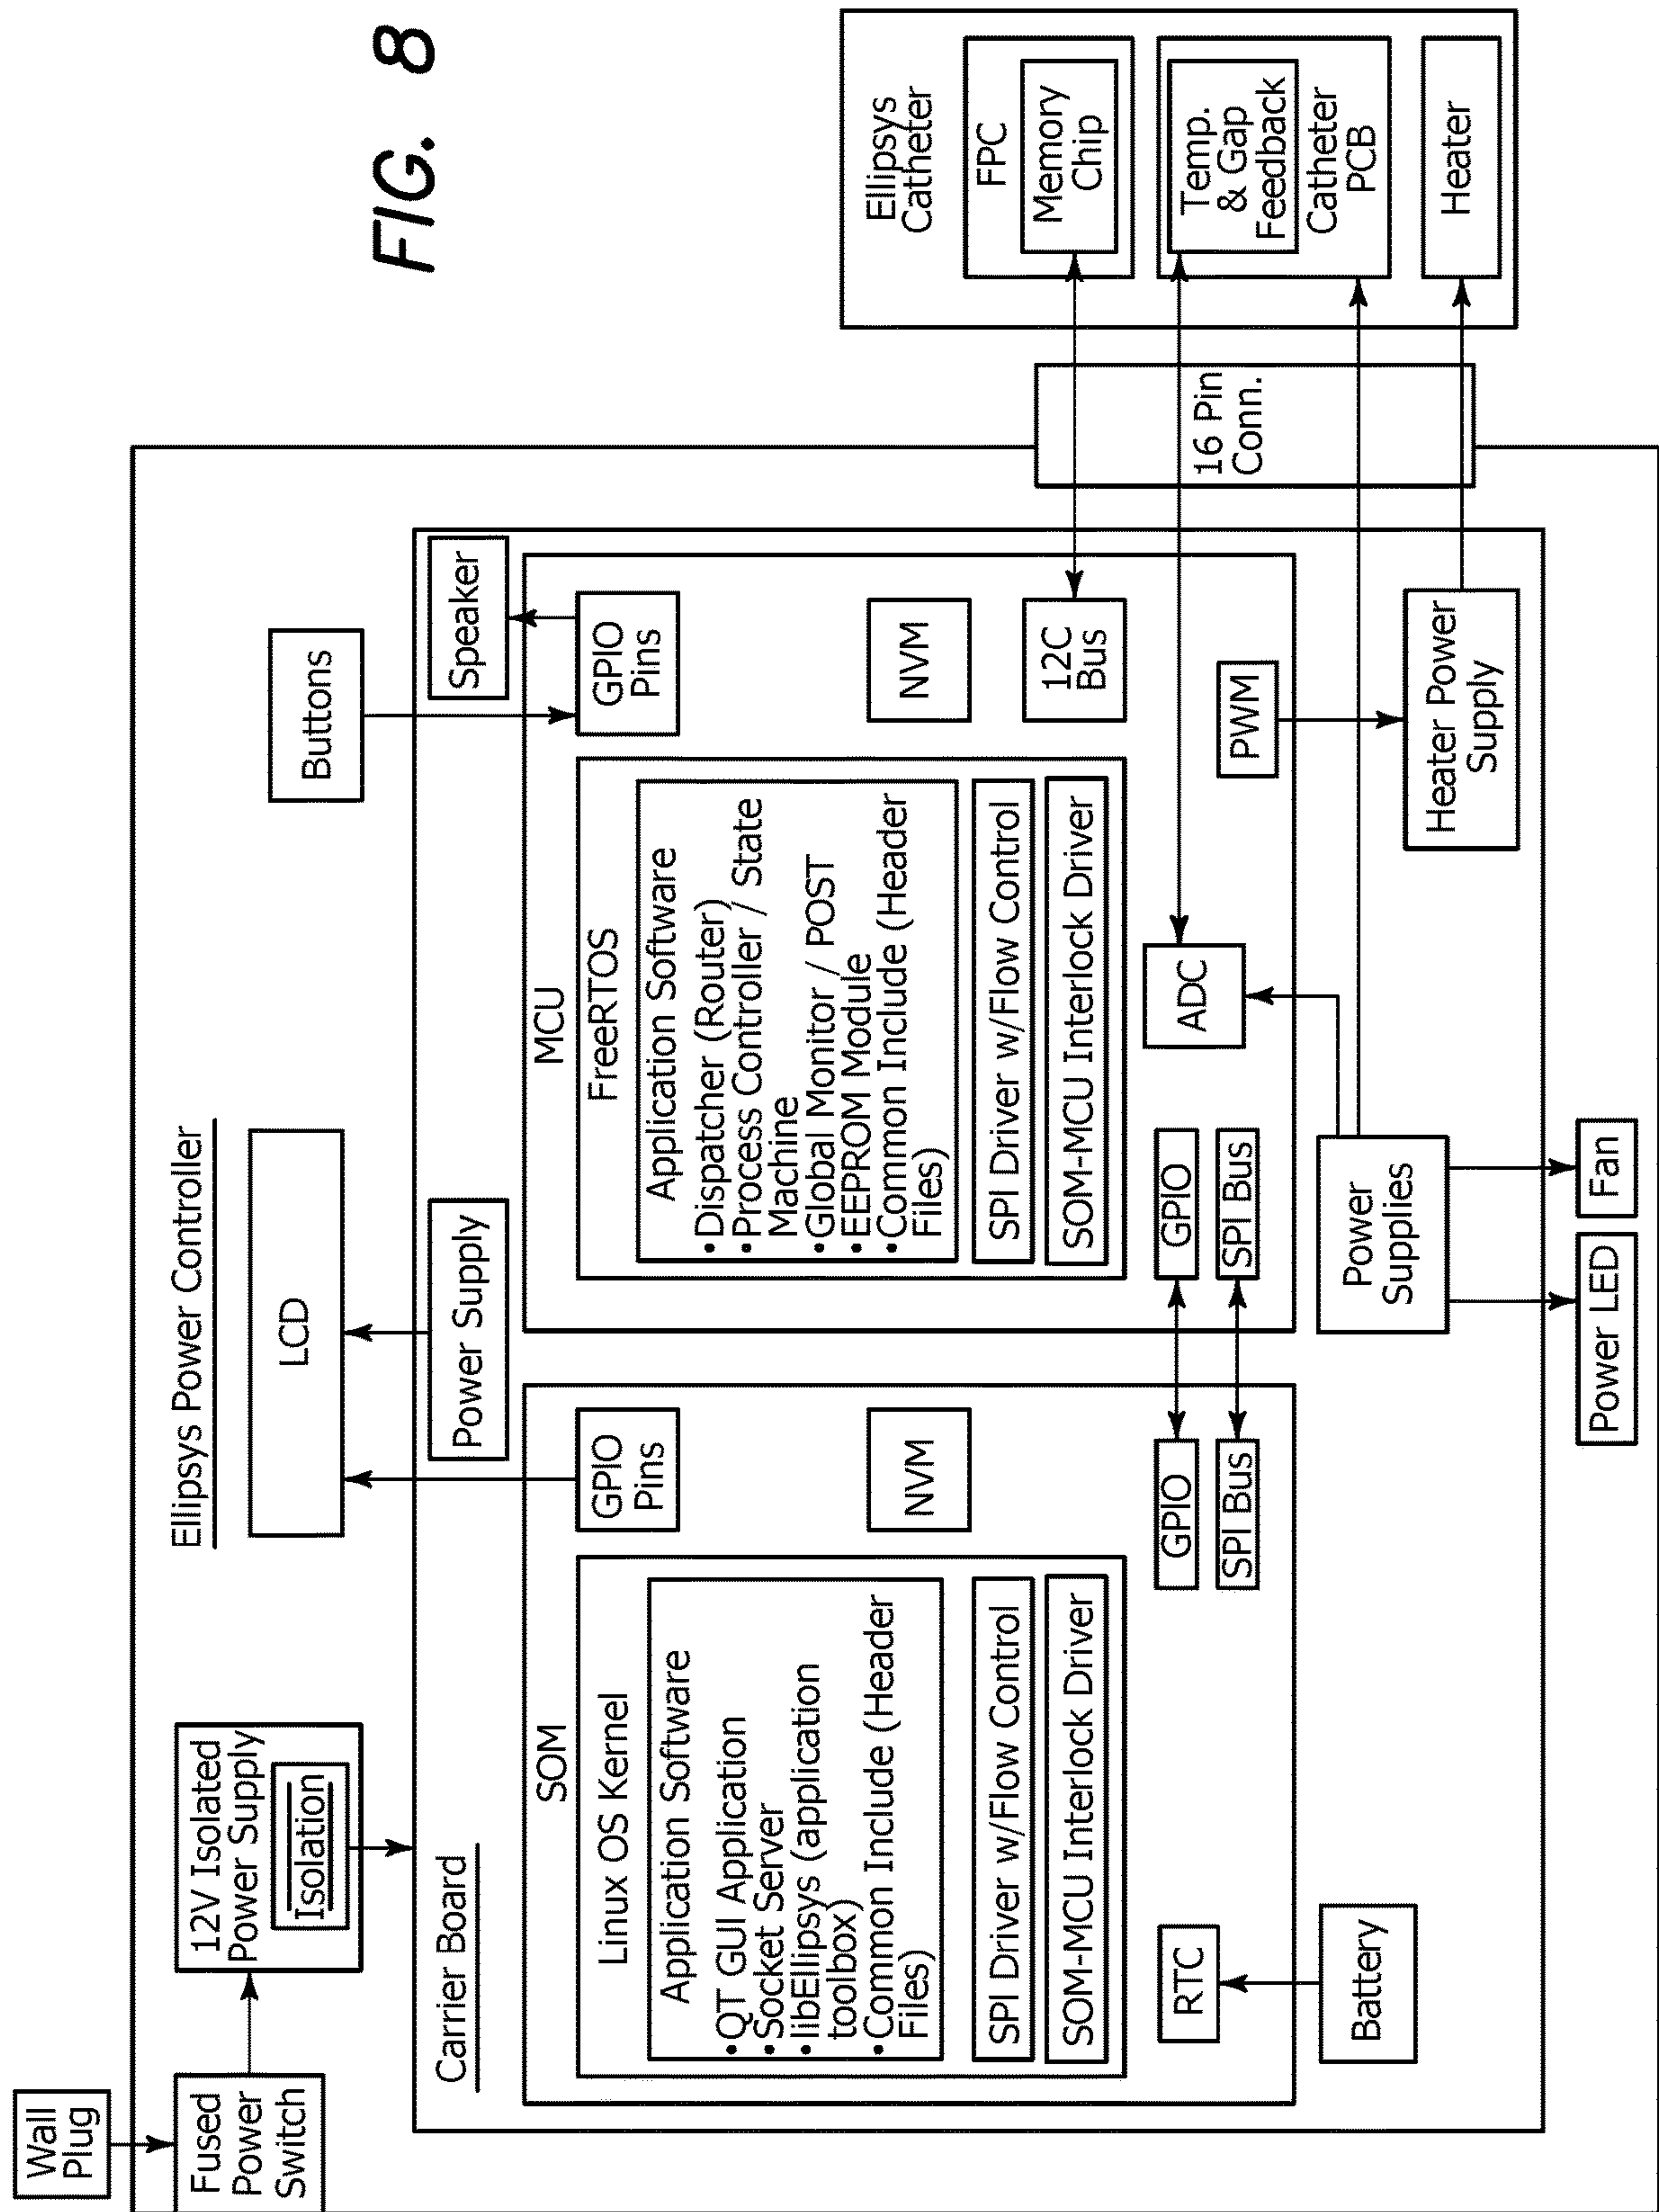 FIG. 8
Wall
Plug
Fused
Power
Switch
12V Isolated
Power Supply
Isolation
Ellipsys Power Controller
LCD
Buttons
Carrier Board
Power Supply
Speaker
SOM
Linux OS Kernel
Application Software
•QT GUI Application
•Socket Server
•libEllipsys (application
toolbox)
•Common Include (Header
Files)
SPI Driver w/Flow Control
SOM-MCU Interlock Driver
GPIO
Pins
NVM
RTC
GPIO
SPI Bus
Battery
MCU
FreeRTOS
Application Software
•Dispatcher (Router)
•Process Controller / State
Machine
•Global Monitor / POST
•EEPROM Module
•Common Include (Header
Files)
SPI Driver w/Flow Control
SOM-MCU Interlock Driver
GPIO
Pins
NVM
12C
Bus
GPIO
SPI Bus
ADC
PWM
Power
Supplies
Heater Power
Supply
Power LED
Fan
16 Pin
Conn.
Ellipsys
Catheter
FPC
Memory
Chip
Temp.
& Gap
Feedback
Catheter
PCB
Heater